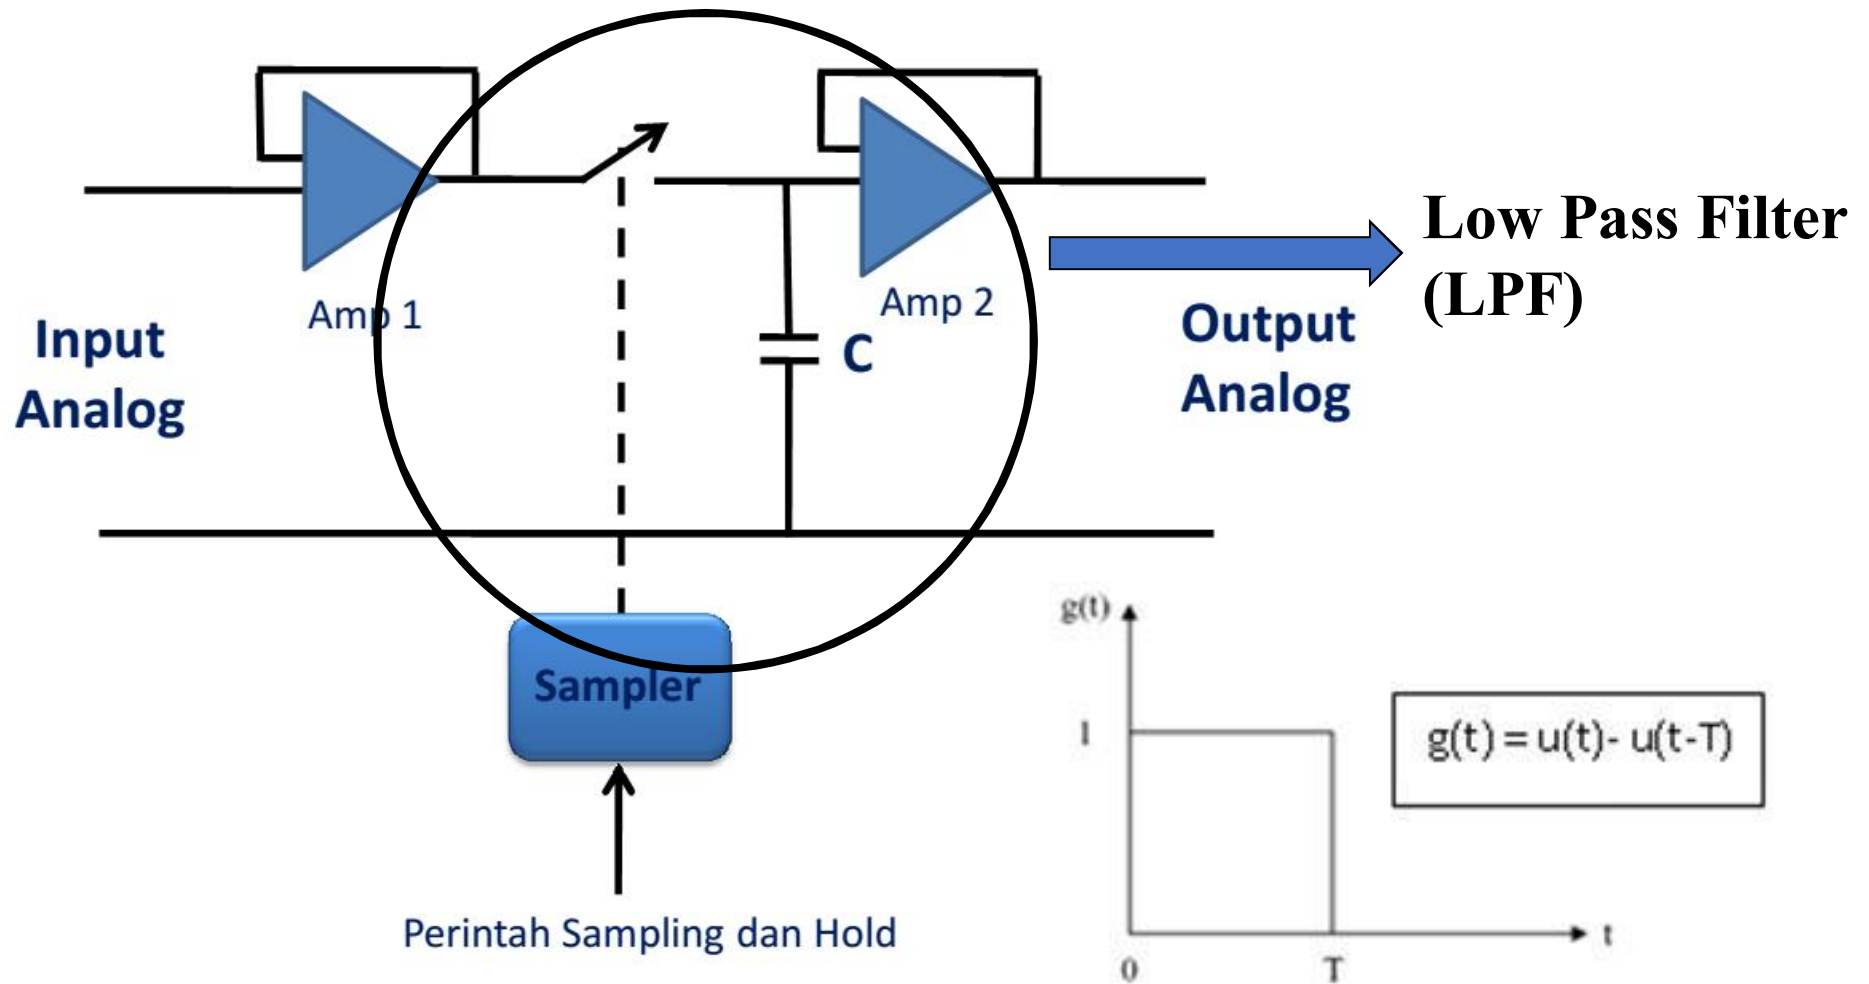 Low Pass Filter
(LPF)
Amp 1
Amp 2
Input
Analog
C
Output
Analog
Sampler
Perintah Sampling dan Hold
g(t)
1
0
T
t
g(t) = u(t)- u(t-T)